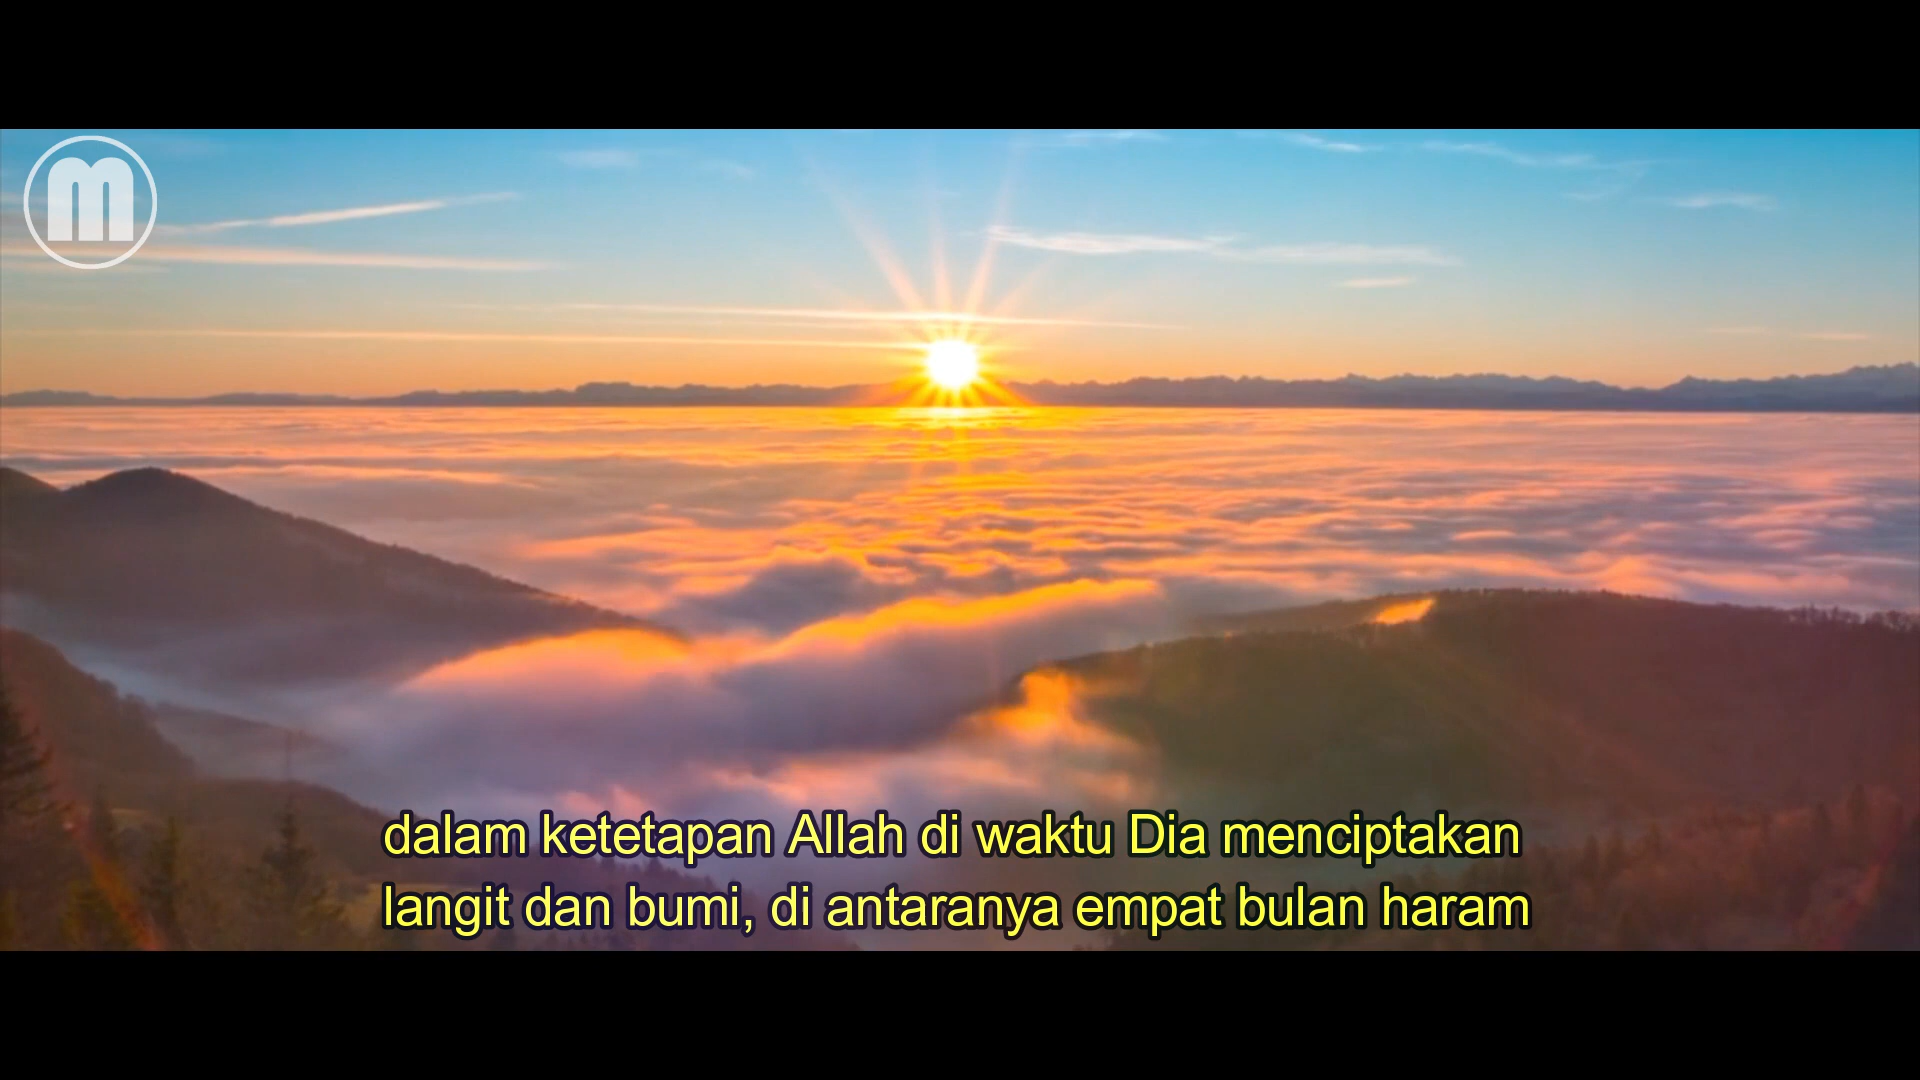 m
dalam ketetapan Allah di waktu Dia menciptakan
langit dan bumi, di antaranya empat bulan haram